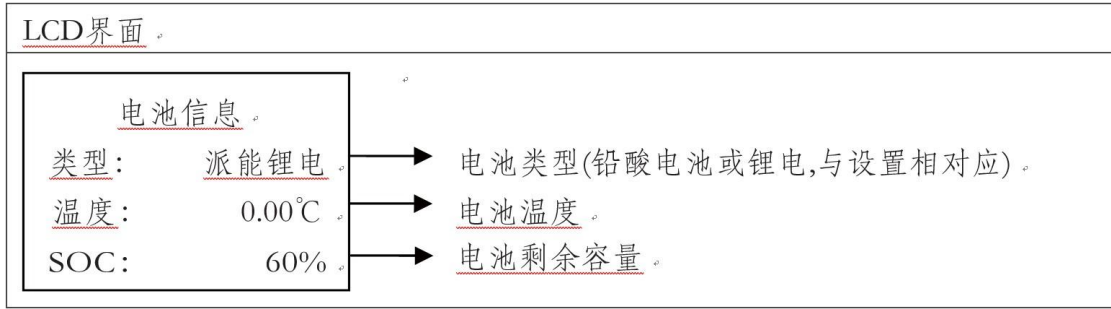 LCD界面
电池信息
类型: 派能锂电 电池类型(铅酸电池或锂电,与设置相对应)
温度: 0.00℃ 电池温度
SOC: 60% 电池剩余容量